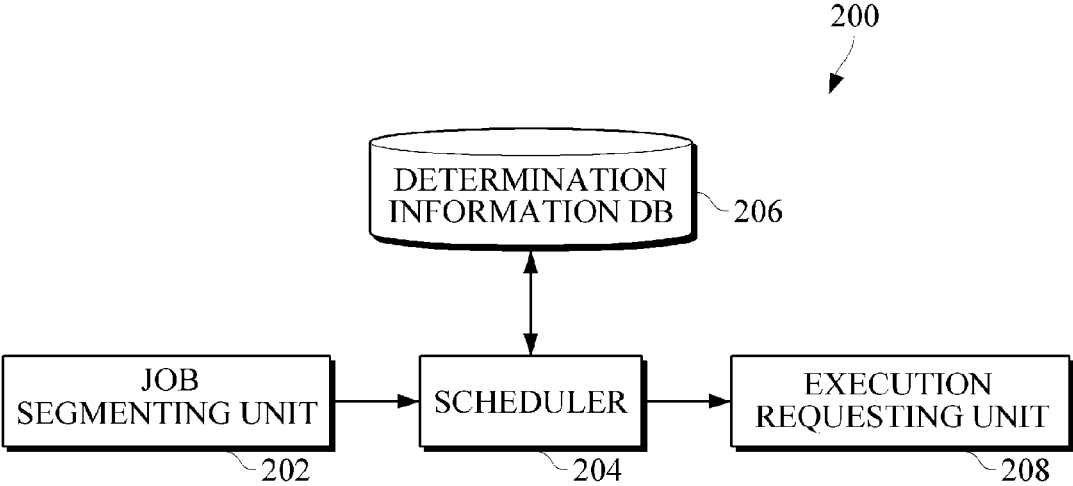 200
DETERMINATION
INFORMATION DB
206
JOB
SEGMENTING UNIT
202
SCHEDULER
204
EXECUTION
REQUESTING UNIT
208